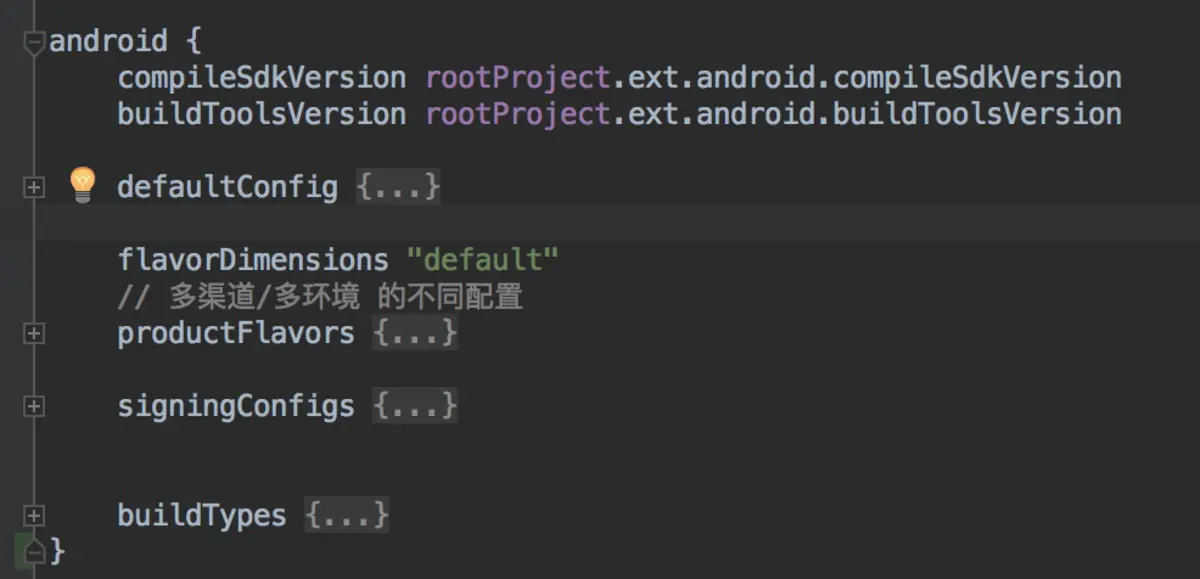 android {
compileSdkVersion rootProject.ext.android.compileSdkVersion
buildToolsVersion rootProject.ext.android.buildToolsVersion
defaultConfig {...}
flavorDimensions "default"
// 多渠道/多环境 的不同配置
productFlavors {...}
signingConfigs {...}
buildTypes {...}
}